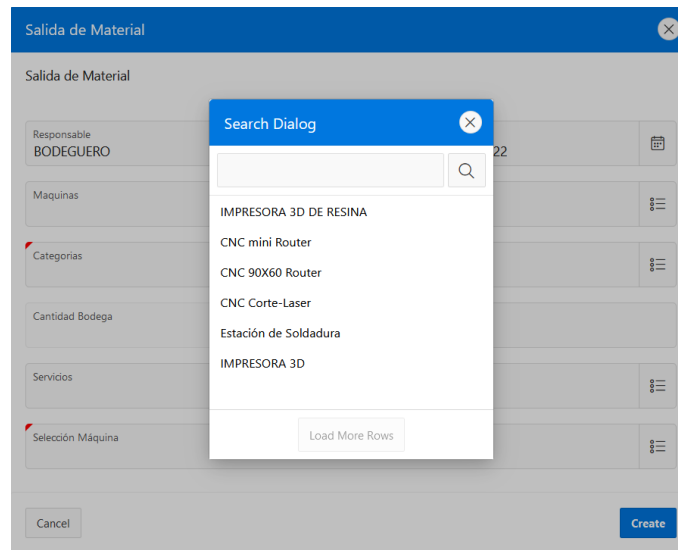 Salida de Material
Salida de Material
Search Dialog
Responsable
BODEGUERO
22
Maquinas
IMPRESORA 3D DE RESINA
CNC mini Router
Categorias
CNC 90X60 Router
CNC Corte-Laser
Cantidad Bodega
Estación de Soldadura
IMPRESORA 3D
Servicios
Selección Máquina
Load More Rows
Cancel
Create